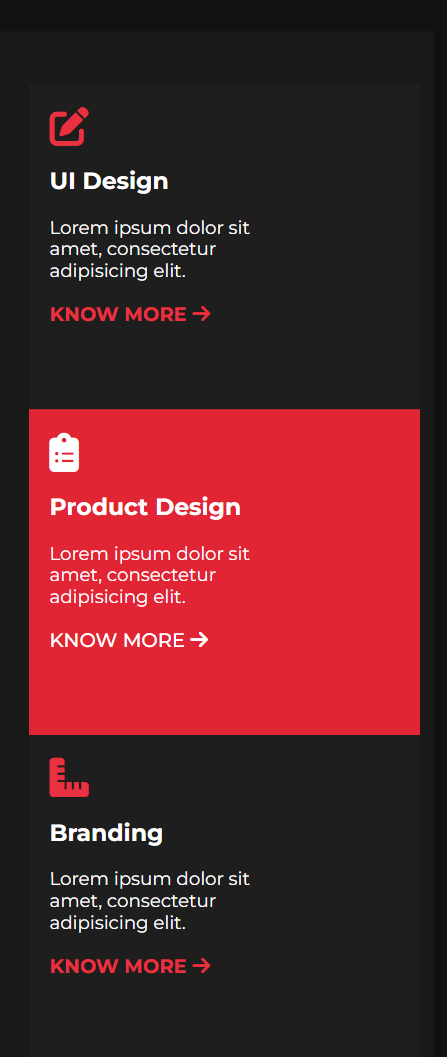 UI Design
Lorem ipsum dolor sit
amet, consectetur
adipisicing elit.
KNOW MORE →
Product Design
Lorem ipsum dolor sit
amet, consectetur
adipisicing elit.
KNOW MORE →
Branding
Lorem ipsum dolor sit
amet, consectetur
adipisicing elit.
KNOW MORE →